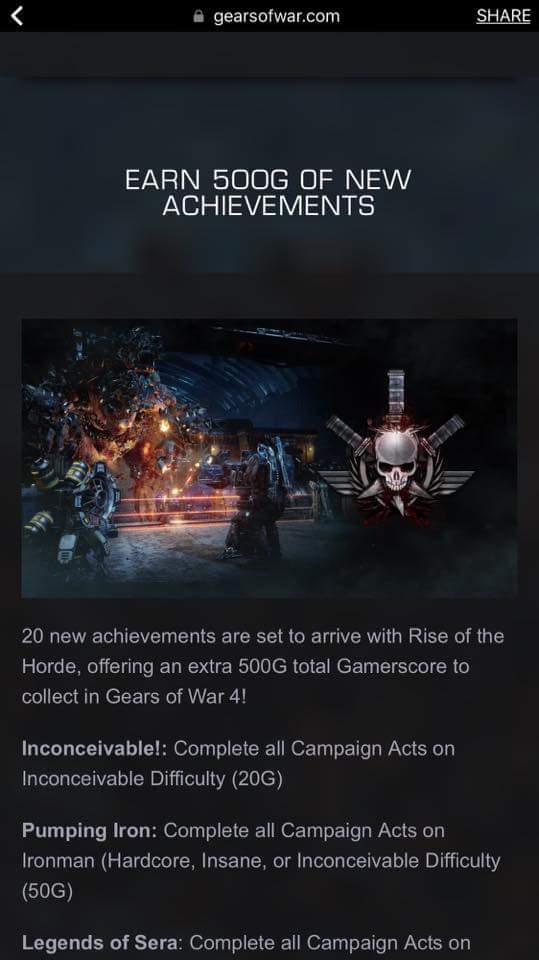 gearsofwar.com
SHARE
EARN 500G OF NEW
ACHIEVEMENTS
20 new achievements are set to arrive with Rise of the
Horde, offering an extra 500G total Gamerscore to
collect in Gears of War 4!
Inconceivable!: Complete all Campaign Acts on
Inconceivable Difficulty (20G)
Pumping Iron: Complete all Campaign Acts on
Ironman (Hardcore, Insane, or Inconceivable Difficulty
(50G)
Legends of Sera: Complete all Campaign Acts on